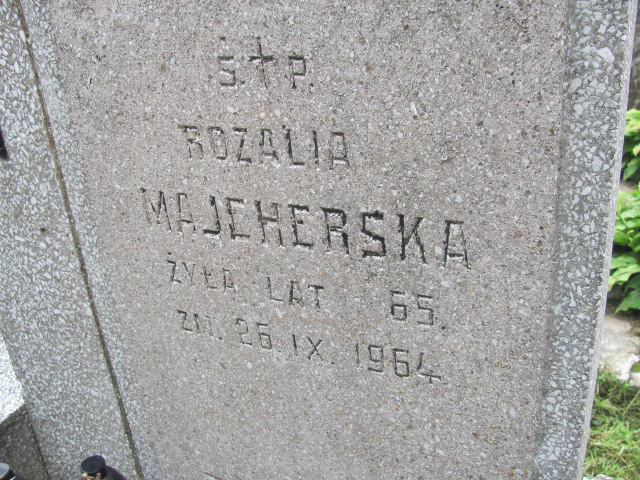 Ś.✝P.
ROZALIA
MAJCHERSKA
ŻYŁA LAT 65.
ZM. 26.IX.1964